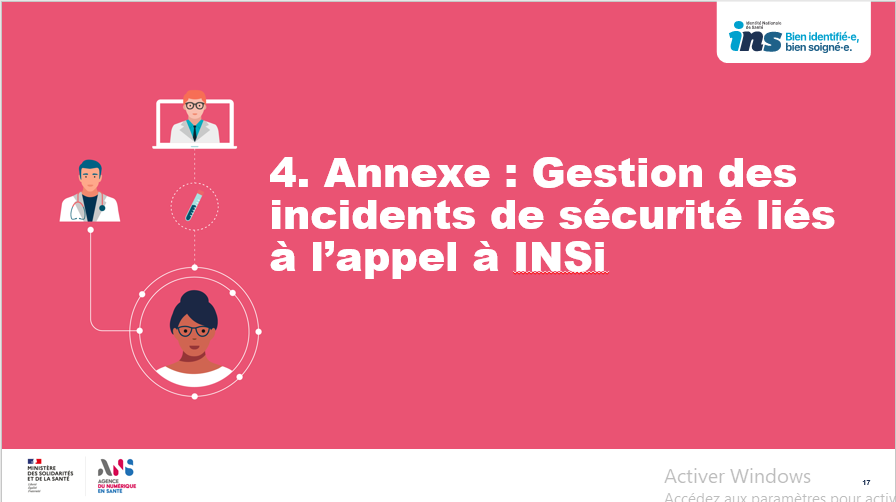 Identité Nationale
de Santé
ins
Bien identifié·e,
bien soigné·e.
4. Annexe : Gestion des
incidents de sécurité liés
à l’appel à INSi
MINISTÈRE
DES SOLIDARITÉS
ET DE LA SANTÉ
Liberté
Égalité
Fraternité
ANS
AGENCE
DU NUMÉRIQUE
EN SANTÉ
Activer Windows
Accédez aux paramètres pour activ
17